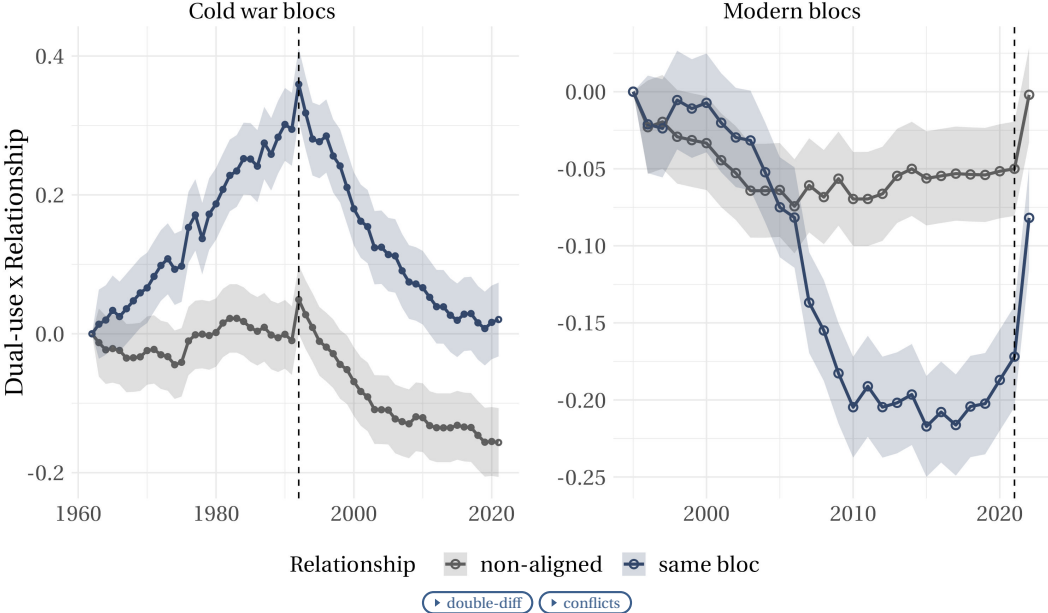 Cold war blocs
Modern blocs
Dual-use x Relationship
0.4
0.2
0.0
-0.2
1960 1980 2000 2020
0.00
-0.05
-0.10
-0.15
-0.20
-0.25
2000 2010 2020
Relationship non-aligned same bloc
double-diff conflicts